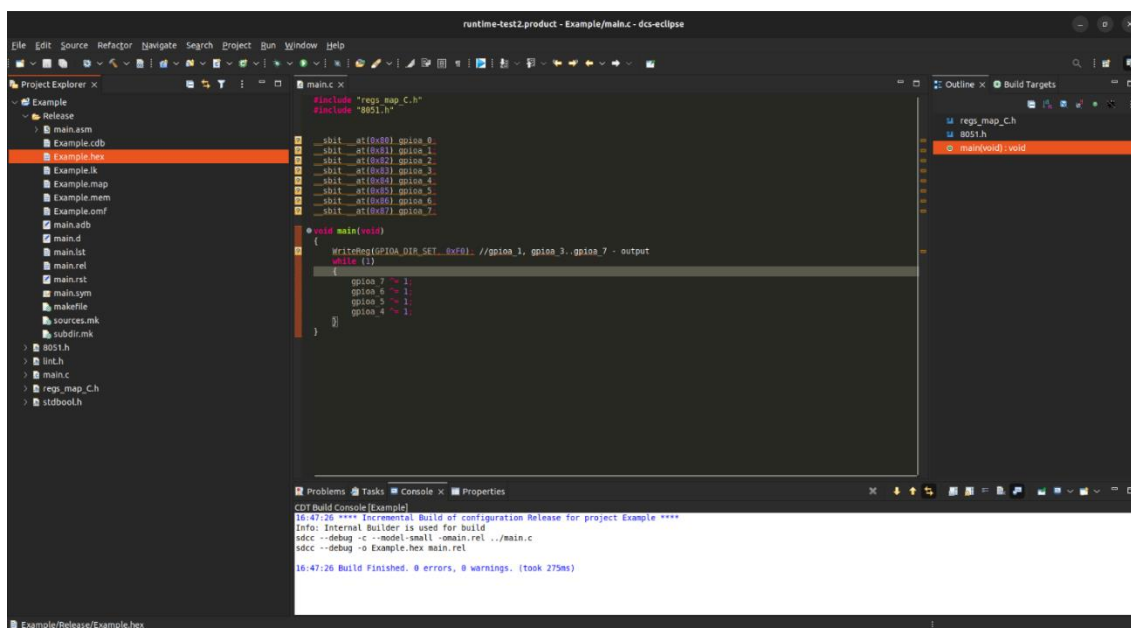 runtime-test2.product - Example/main.c - dcs-eclipse
File Edit Source Refactor Navigate Search Project Run Window Help
Project Explorer
Example
Release
main.asm
Example.cdb
Example.hex
Example.lk
Example.map
Example.mem
Example.omf
main.adb
main.d
main.lst
main.rel
main.rst
main.sym
makefile
sources.mk
subdir.mk
8051.h
lint.h
main.c
regs_map_C.h
stdbool.h
main.c
#include "regs_map_C.h"
#include "8051.h"
__sbit __at(0x80) gpioa_0;
__sbit __at(0x81) gpioa_1;
__sbit __at(0x82) gpioa_2;
__sbit __at(0x83) gpioa_3;
__sbit __at(0x84) gpioa_4;
__sbit __at(0x85) gpioa_5;
__sbit __at(0x86) gpioa_6;
__sbit __at(0x87) gpioa_7;
void main(void)
{
WriteReg(GPIOA_DIR_SET, 0xF0); //gpioa_1, gpioa_3..gpioa_7 - output
while (1)
{
gpioa_7 ^= 1;
gpioa_6 ^= 1;
gpioa_5 ^= 1;
gpioa_4 ^= 1;
}
}
Outline Build Targets
regs_map_C.h
8051.h
main(void) : void
Problems Tasks Console Properties
CDT Build Console [Example]
16:47:26 **** Incremental Build of configuration Release for project Example ****
Info: Internal Builder is used for build
sdcc --debug -c --model-small -omain.rel ../main.c
sdcc --debug -o Example.hex main.rel
16:47:26 Build Finished. 0 errors, 0 warnings. (took 275ms)
Example/Release/Example.hex